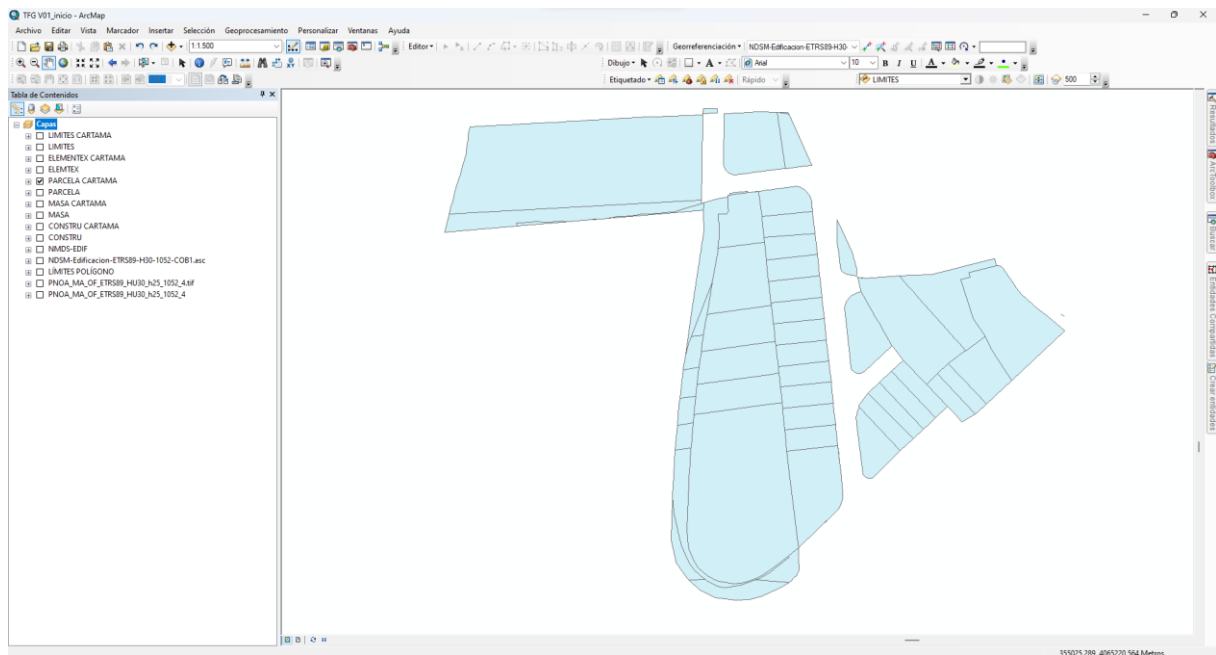 TFG V01_inicio - ArcMap
Archivo Editar Vista Marcador Insertar Selección Geoprocesamiento Personalizar Ventanas Ayuda
1:1.500 Editor Georreferenciación NDSM-Edificacion-ETRS89-H30-
Dibujo Arial 10 B I U A
Etiquetado Rápido LIMITES 500
Tabla de Contenidos
Capas
LIMITES CARTAMA
LIMITES
ELEMENTEX CARTAMA
ELEMTEX
PARCELA CARTAMA
PARCELA
MASA CARTAMA
MASA
CONSTRU CARTAMA
CONSTRU
NMDS-EDIF
NDSM-Edificacion-ETRS89-H30-1052-COB1.asc
LÍMITES POLÍGONO
PNOA_MA_OF_ETRS89_HU30_h25_1052_4.tif
PNOA_MA_OF_ETRS89_HU30_h25_1052_4
Resultados
ArcToolbox
Buscar
Entidades Compartidas
Crear entidades
355025,289 4065220,364 Metros